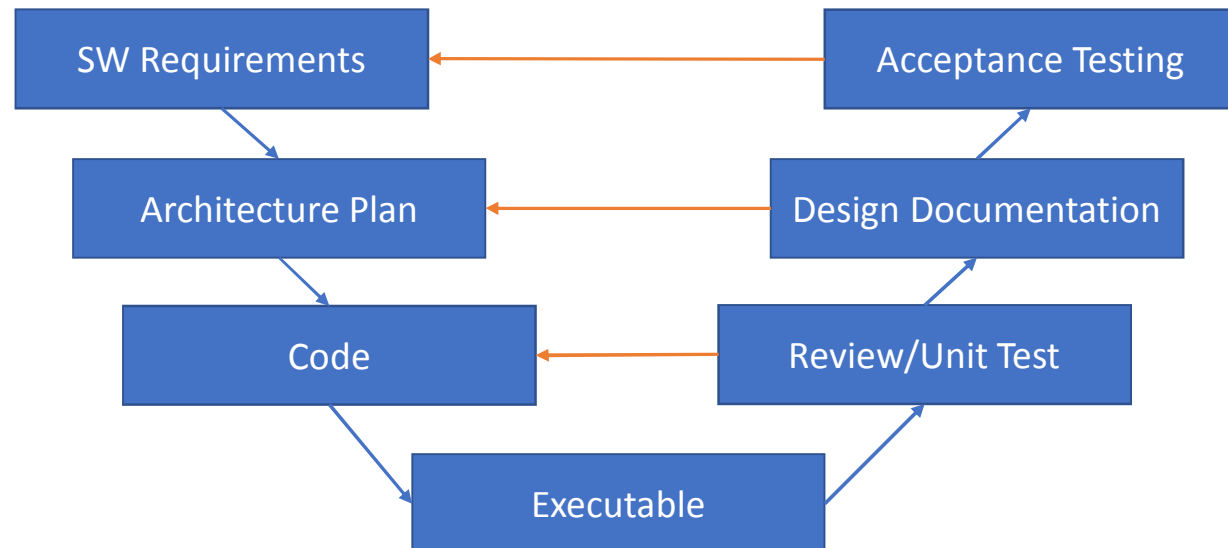 SW Requirements
Acceptance Testing
Architecture Plan
Design Documentation
Code
Review/Unit Test
Executable